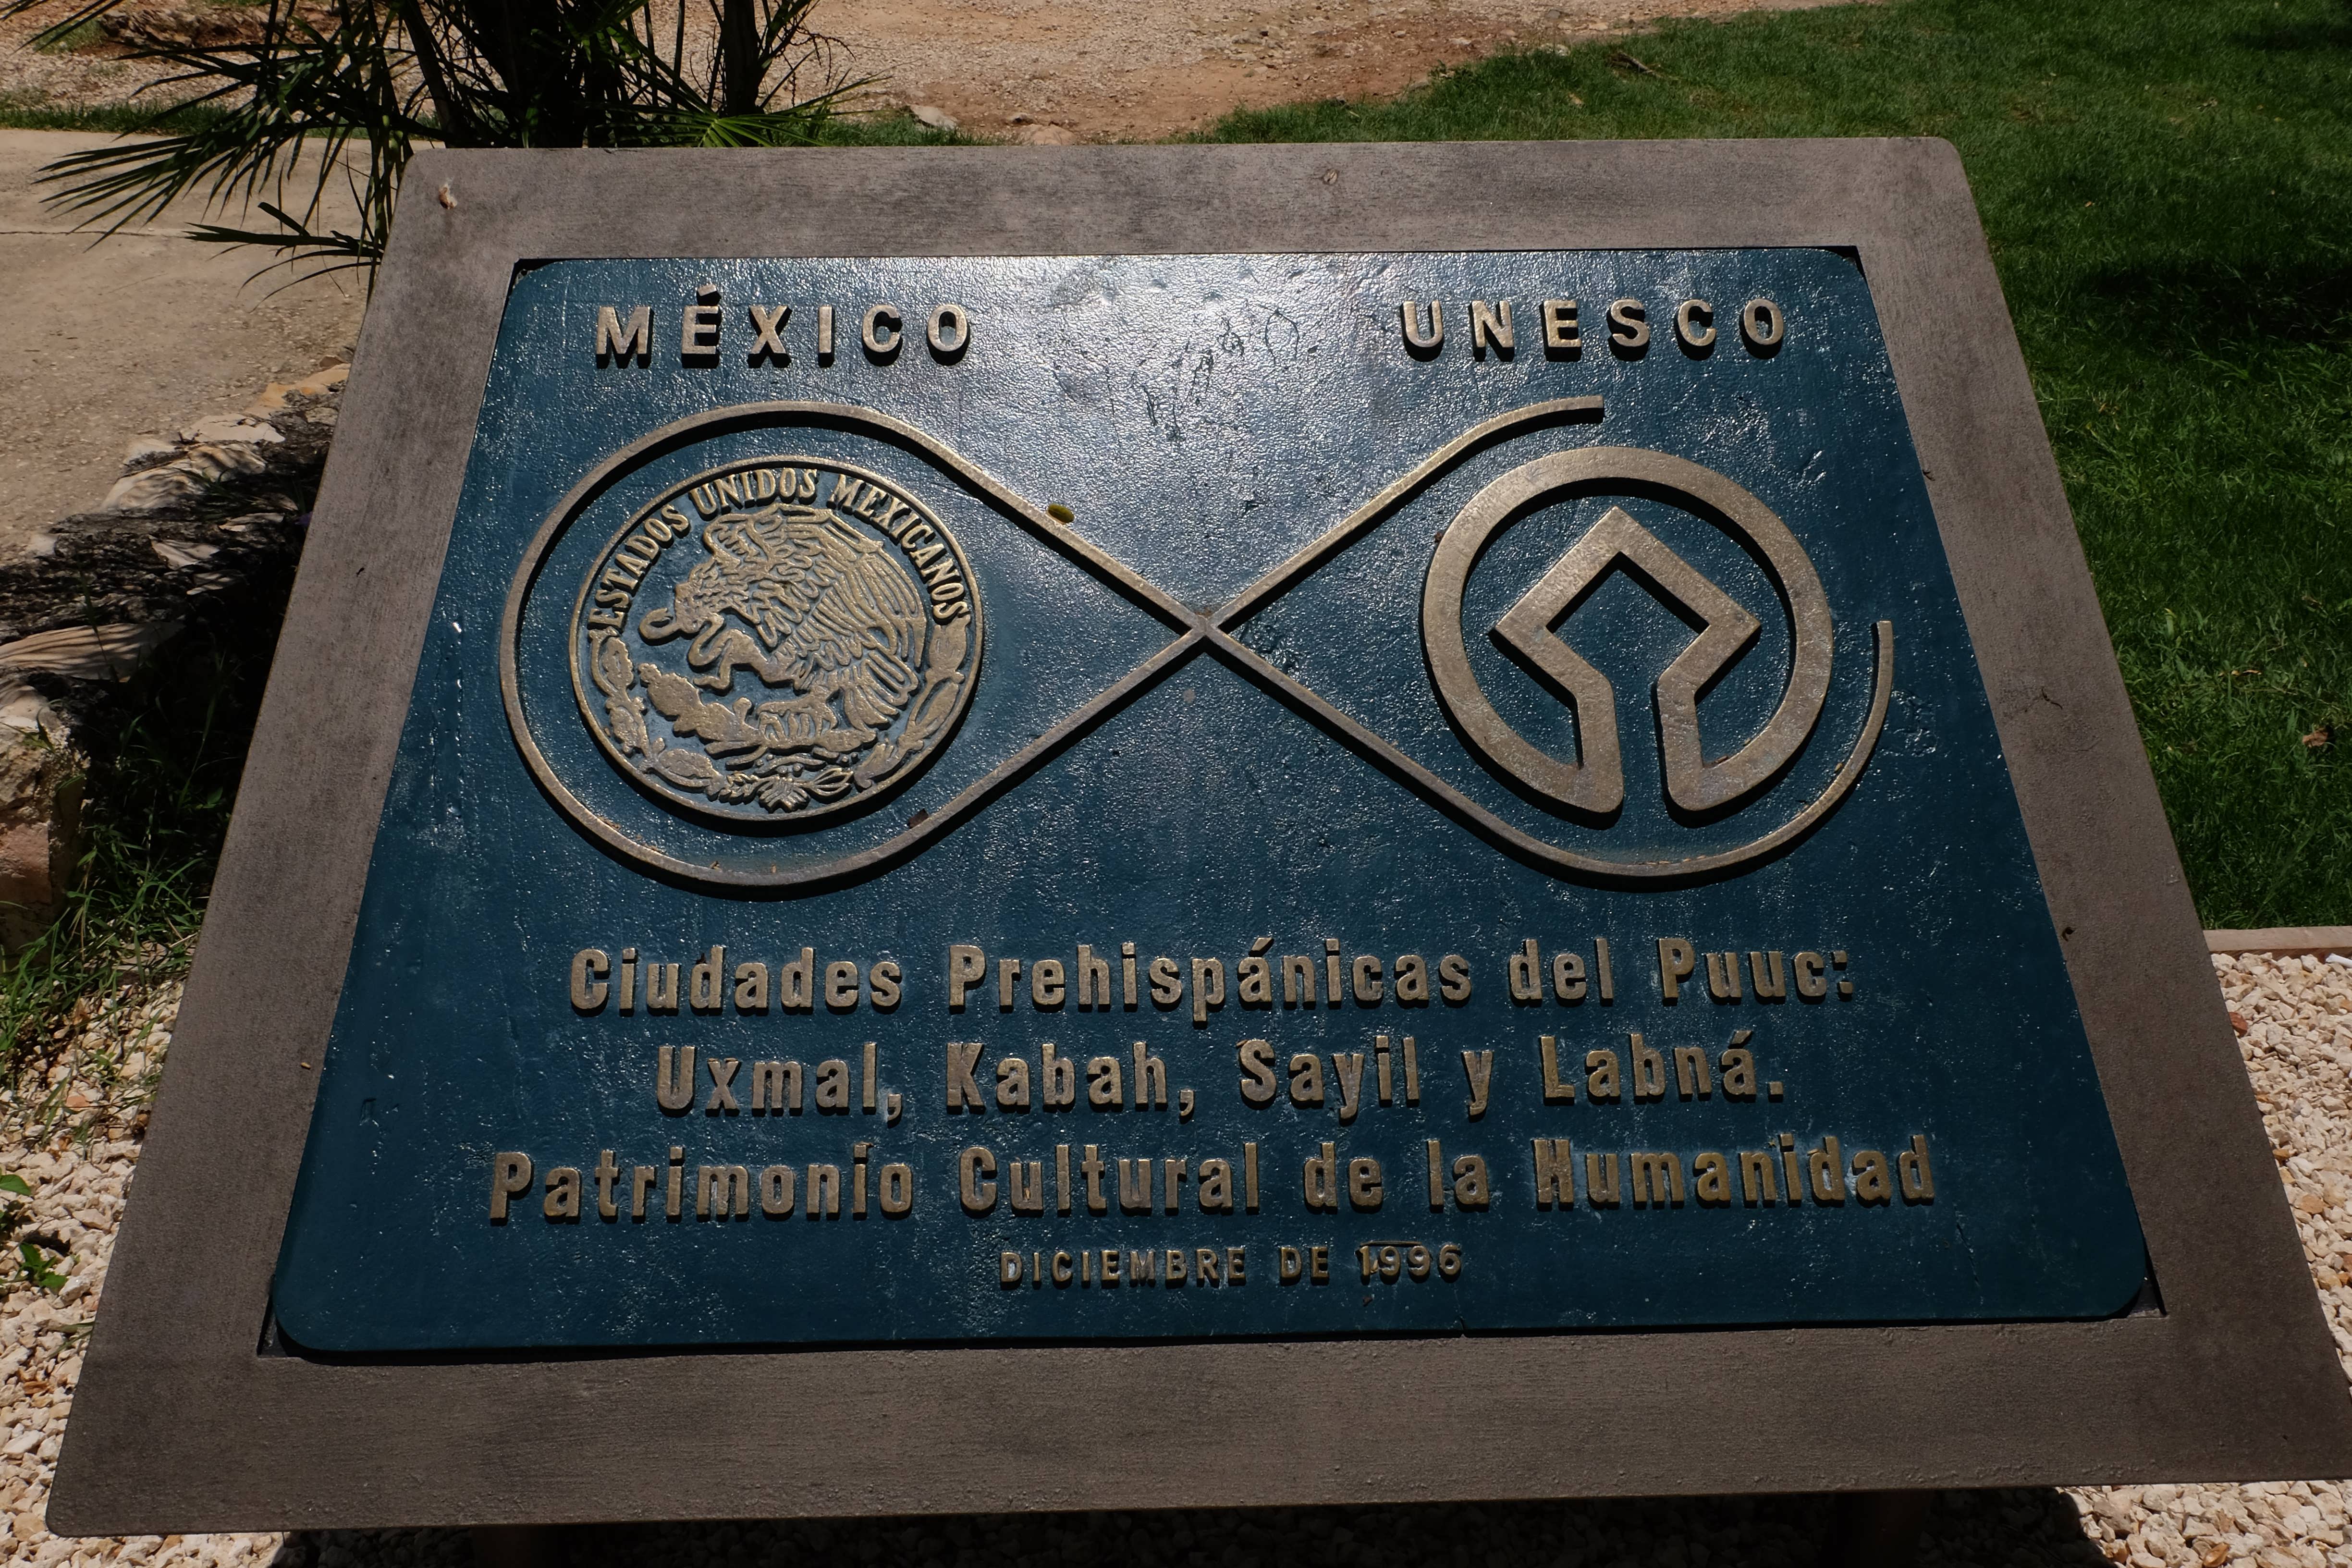 MÉXICO UNESCO
ESTADOS UNIDOS MEXICANOS
Ciudades Prehispánicas del Puuc:
Uxmal, Kabah, Sayil y Labná.
Patrimonio Cultural de la Humanidad
DICIEMBRE DE 1996